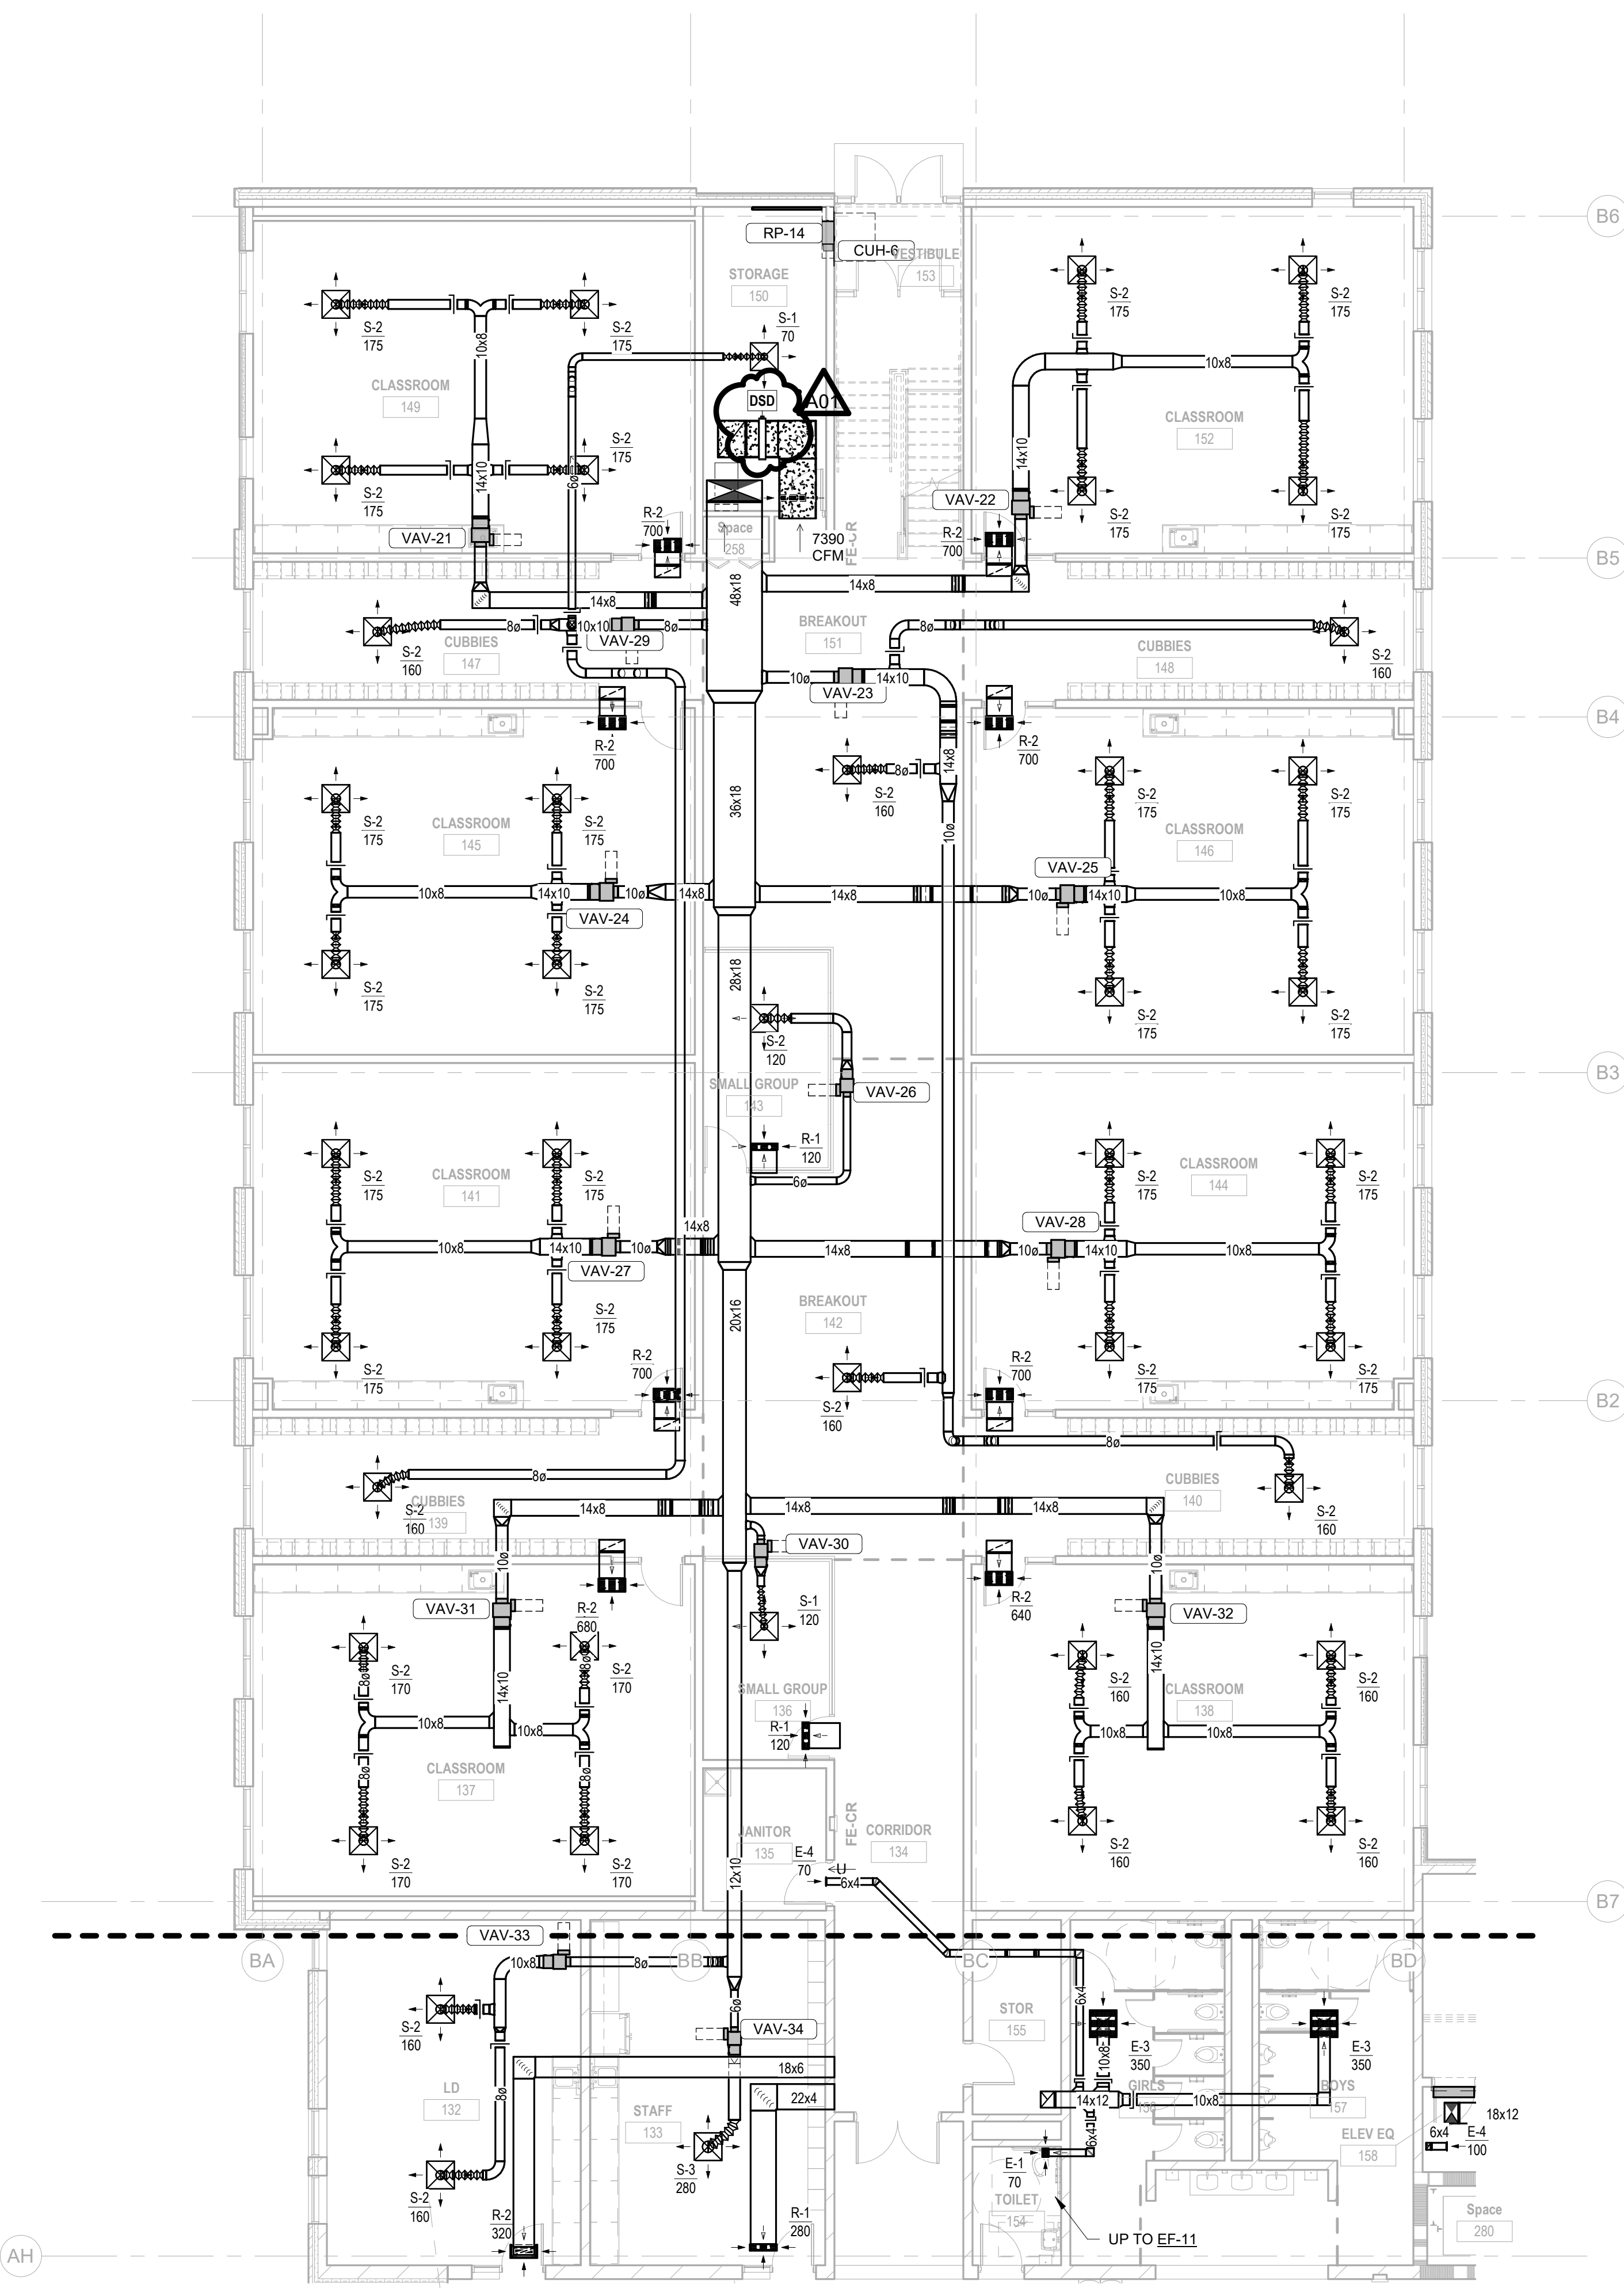 B6
RP-14
CUH-6
VESTIBULE
153
STORAGE
150
S-1
70
S-2
175
S-2
175
S-2
175
S-2
175
10x8
10x8
CLASSROOM
149
DSD
A01
CLASSROOM
152
S-2
175
S-2
175
14x10
6ø
14x10
VAV-21
VAV-22
S-2
175
S-2
175
R-2
700
Space
258
7390
CFM
FE-CR
R-2
700
B5
48x18
14x8
14x8
8ø
10x10
8ø
VAV-29
BREAKOUT
151
8ø
CUBBIES
147
S-2
160
CUBBIES
148
S-2
160
10ø
14x10
VAV-23
B4
R-2
700
R-2
700
14x8
8ø
S-2
160
36x18
10ø
S-2
175
S-2
175
CLASSROOM
145
S-2
175
S-2
175
CLASSROOM
146
VAV-25
10x8
14x10
10ø
14x8
14x8
10ø
14x10
10x8
VAV-24
S-2
175
S-2
175
28x18
S-2
175
S-2
175
S-2
120
SMALL GROUP
143
VAV-26
B3
R-1
120
6ø
S-2
175
S-2
175
CLASSROOM
141
S-2
175
S-2
175
CLASSROOM
144
14x8
VAV-28
10x8
14x10
10ø
14x8
10ø
14x10
10x8
VAV-27
20x16
BREAKOUT
142
S-2
175
S-2
175
R-2
700
R-2
700
S-2
175
S-2
175
S-2
160
B2
8ø
8ø
CUBBIES
139
S-2
160
CUBBIES
140
S-2
160
14x8
14x8
14x8
10ø
VAV-30
10ø
VAV-31
R-2
680
S-1
120
R-2
640
VAV-32
14x10
8ø
8ø
S-2
170
S-2
170
14x10
S-2
160
S-2
160
SMALL GROUP
136
R-1
120
CLASSROOM
138
10x8
10x8
10x8
10x8
8ø
8ø
CLASSROOM
137
S-2
170
S-2
170
JANITOR
135
FE-CR
CORRIDOR
134
S-2
160
S-2
160
12x10
E-4
70
U
6x4
B7
VAV-33
BA
10x8
8ø
BB
BC
BD
S-2
160
6ø
VAV-34
STOR
155
6x4
10x8
E-3
350
E-3
350
18x6
22x4
LD
132
8ø
STAFF
133
14x12
GIRLS
156
10x8
BOYS
157
18x12
6x4
E-4
100
ELEV EQ
158
6x4
S-3
280
E-1
70
S-2
160
R-2
320
R-1
280
TOILET
154
UP TO EF-11
Space
280
AH